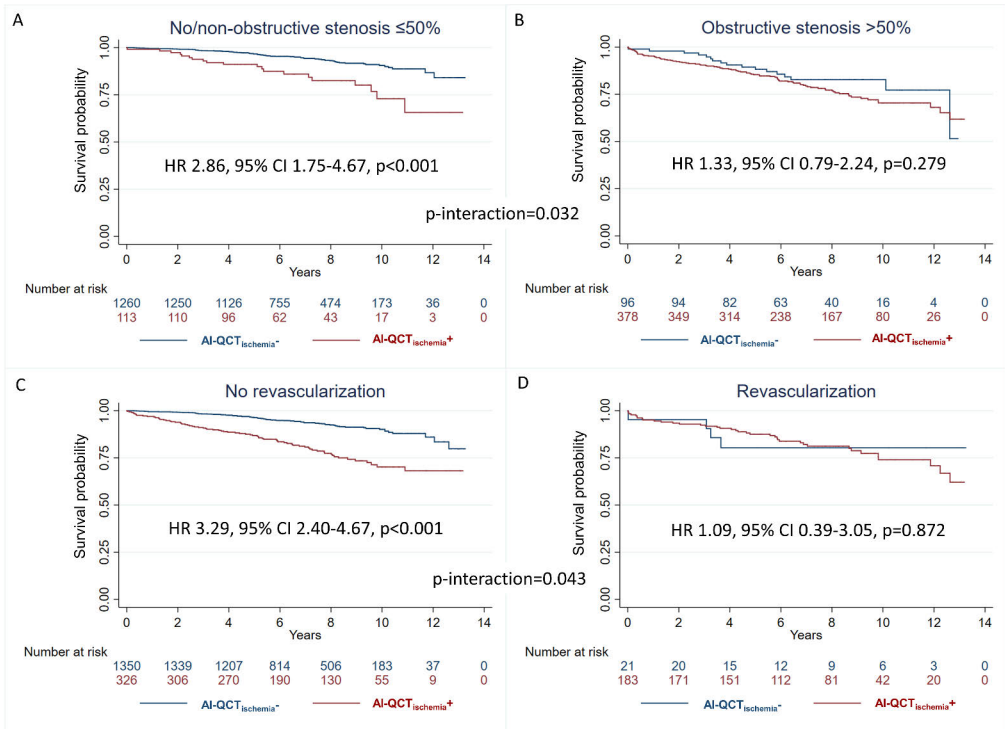 A
No/non-obstructive stenosis ≤50%
Survival probability
1.00
0.75
0.50
0.25
0.00
HR 2.86, 95% CI 1.75-4.67, p<0.001
0 2 4 6 8 10 12 14
Years
Number at risk
1260 1250 1126 755 474 173 36 0
113 110 96 62 43 17 3 0
AI-QCTischemia- AI-QCTischemia+
B
Obstructive stenosis >50%
Survival probability
1.00
0.75
0.50
0.25
0.00
HR 1.33, 95% CI 0.79-2.24, p=0.279
0 2 4 6 8 10 12 14
Years
Number at risk
96 94 82 63 40 16 4 0
378 349 314 238 167 80 26 0
AI-QCTischemia- AI-QCTischemia+
p-interaction=0.032
C
No revascularization
Survival probability
1.00
0.75
0.50
0.25
0.00
HR 3.29, 95% CI 2.40-4.67, p<0.001
0 2 4 6 8 10 12 14
Years
Number at risk
1350 1339 1207 814 506 183 37 0
326 306 270 190 130 55 9 0
AI-QCTischemia- AI-QCTischemia+
D
Revascularization
Survival probability
1.00
0.75
0.50
0.25
0.00
HR 1.09, 95% CI 0.39-3.05, p=0.872
0 2 4 6 8 10 12 14
Years
Number at risk
21 20 15 12 9 6 3 0
183 171 151 112 81 42 20 0
AI-QCTischemia- AI-QCTischemia+
p-interaction=0.043